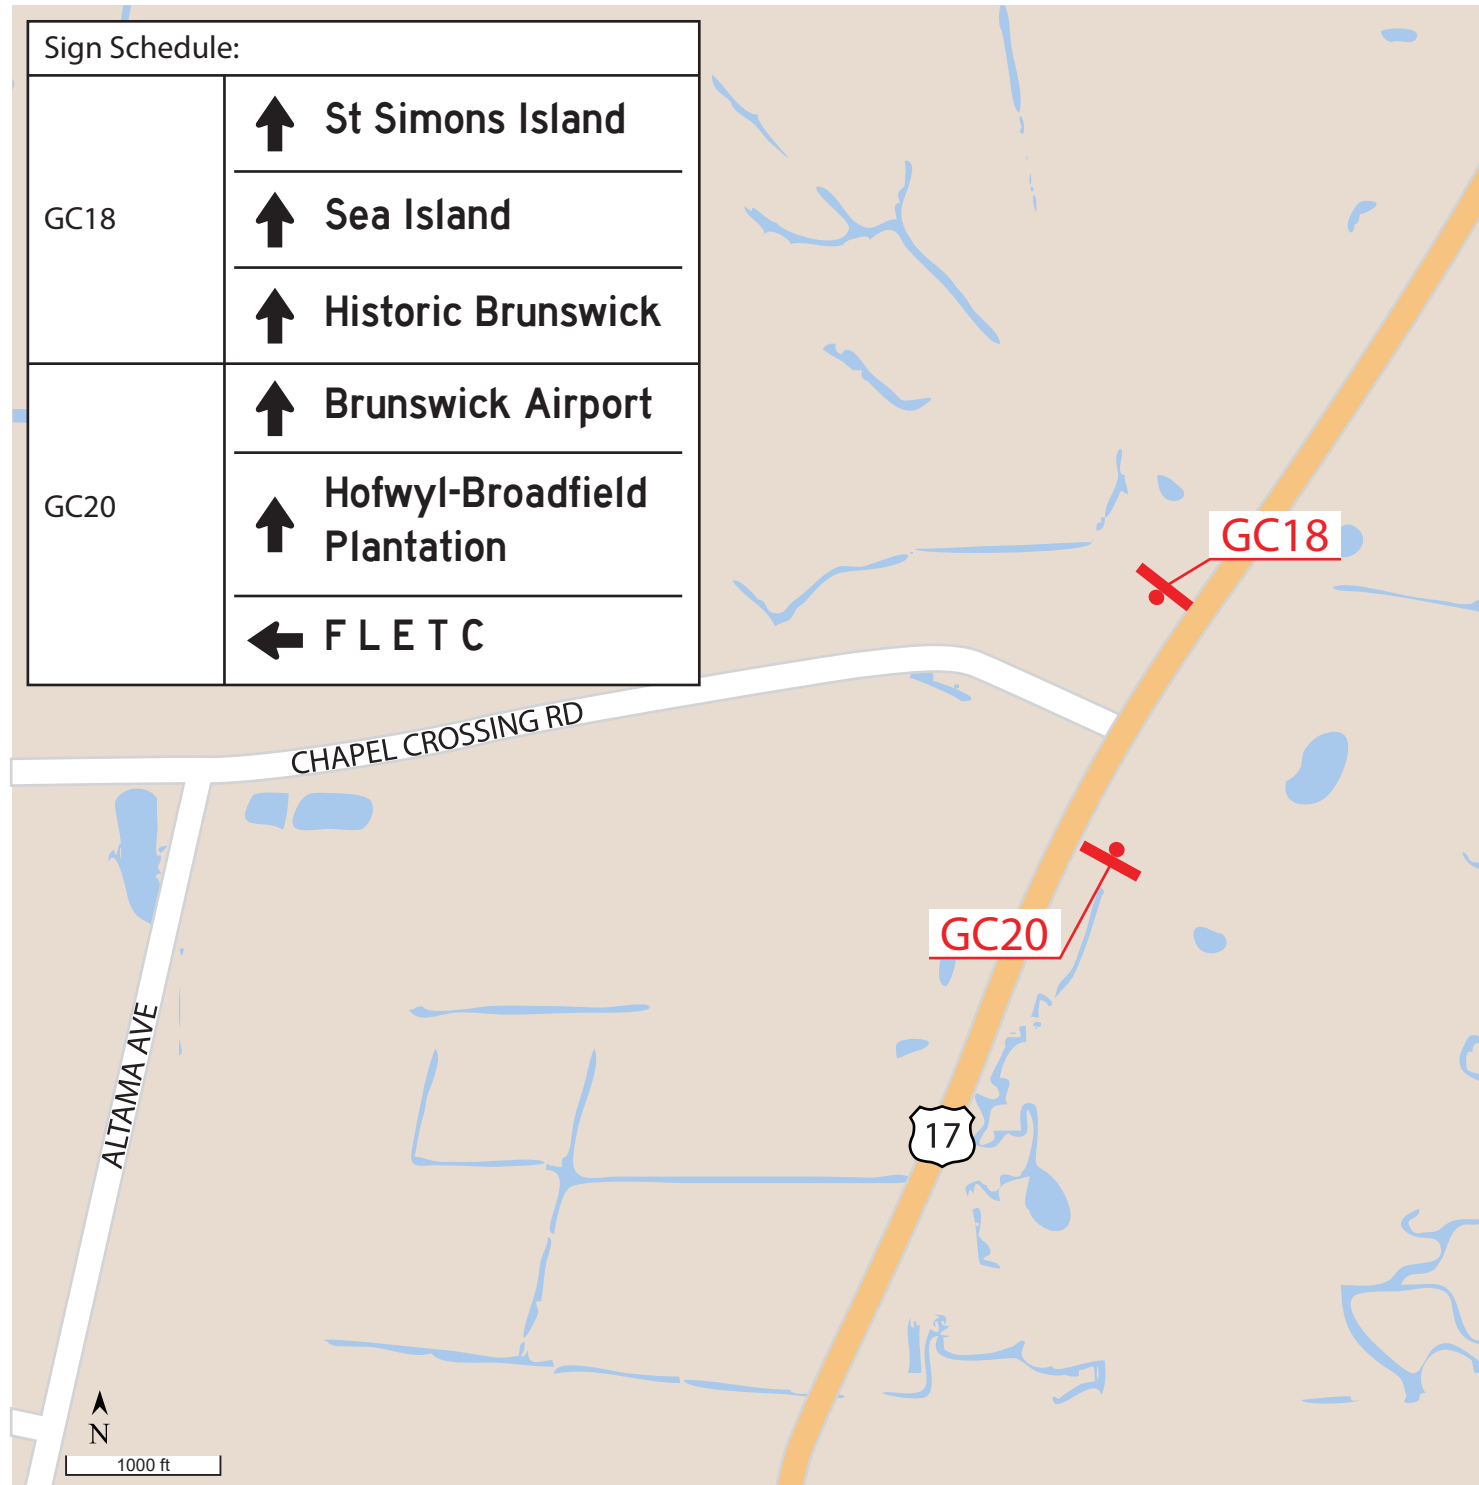 Sign Schedule:
GC18
St Simons Island
Sea Island
Historic Brunswick
GC20
Brunswick Airport
Hofwyl-Broadfield
Plantation
F L E T C
GC18
CHAPEL CROSSING RD
GC20
ALTAMA AVE
17
N
1000 ft